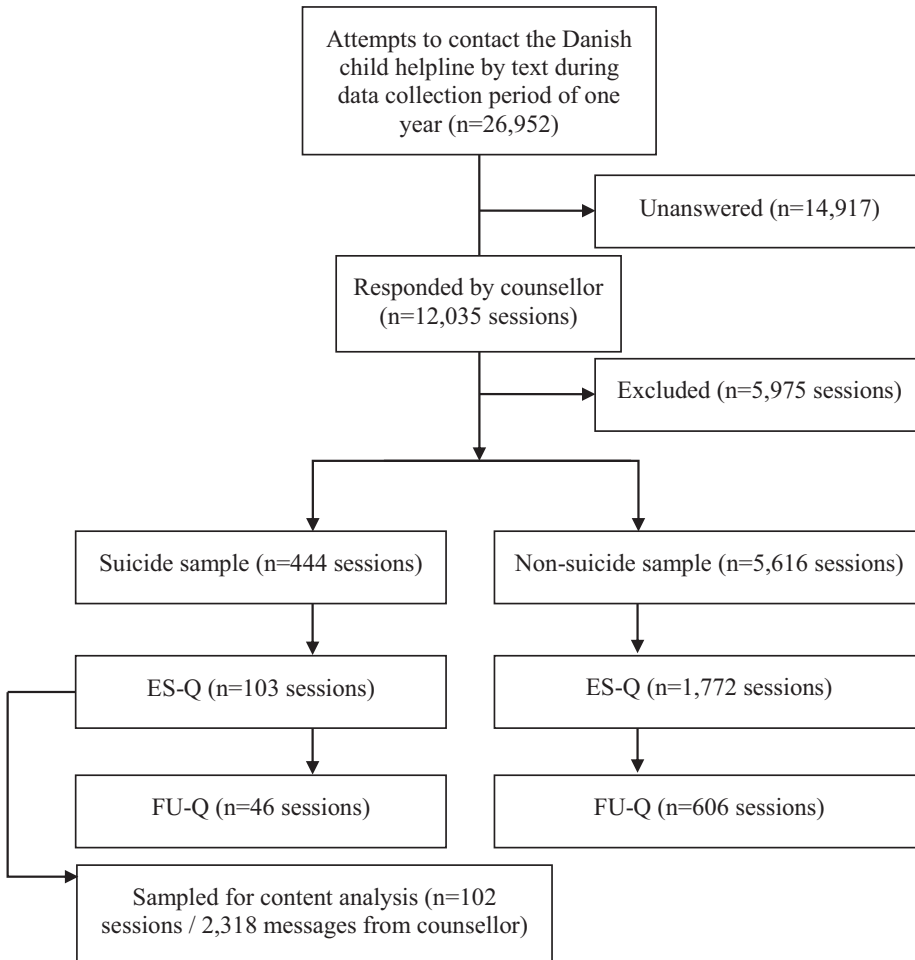 Attempts to contact the Danish
child helpline by text during
data collection period of one
year (n=26,952)
Unanswered (n=14,917)
Responded by counsellor
(n=12,035 sessions)
Excluded (n=5,975 sessions)
Suicide sample (n=444 sessions)
Non-suicide sample (n=5,616 sessions)
ES-Q (n=103 sessions)
ES-Q (n=1,772 sessions)
FU-Q (n=46 sessions)
FU-Q (n=606 sessions)
Sampled for content analysis (n=102
sessions / 2,318 messages from counsellor)